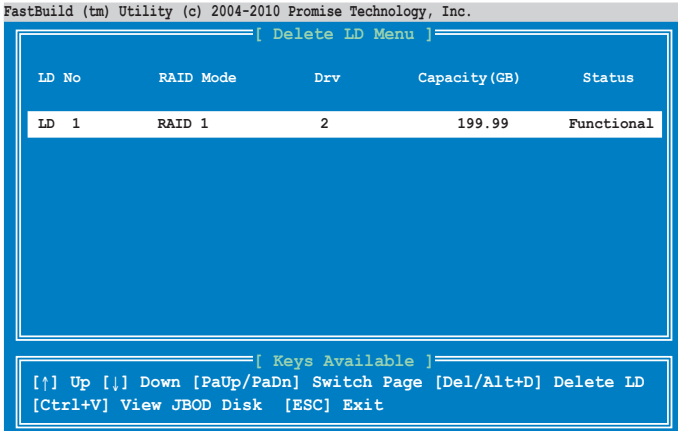 FastBuild (tm) Utility (c) 2004-2010 Promise Technology, Inc.
[ Delete LD Menu ]
LD No RAID Mode Drv Capacity(GB) Status
LD 1 RAID 1 2 199.99 Functional
[ Keys Available ]
[↑] Up [↓] Down [PaUp/PaDn] Switch Page [Del/Alt+D] Delete LD
[Ctrl+V] View JBOD Disk [ESC] Exit